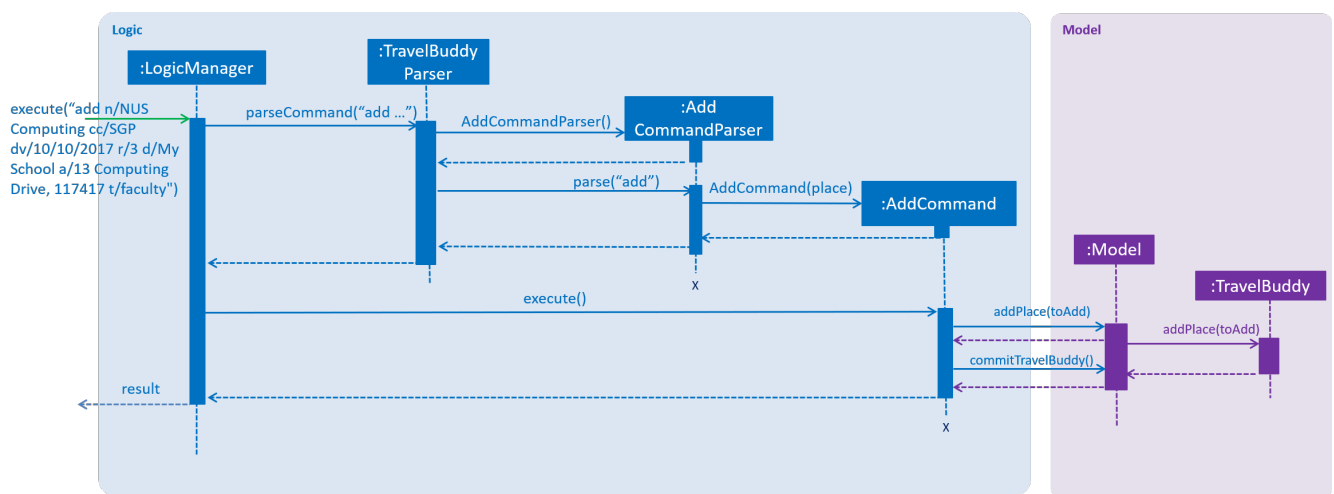 Logic
Model
:LogicManager
:TravelBuddy
Parser
:Add
CommandParser
execute(“add n/NUS
Computing cc/SGP
dv/10/10/2017 r/3 d/My
School a/13 Computing
Drive, 117417 t/faculty")
parseCommand(“add …”)
AddCommandParser()
parse(“add”)
AddCommand(place)
:AddCommand
:Model
X
:TravelBuddy
execute()
addPlace(toAdd)
addPlace(toAdd)
commitTravelBuddy()
result
X